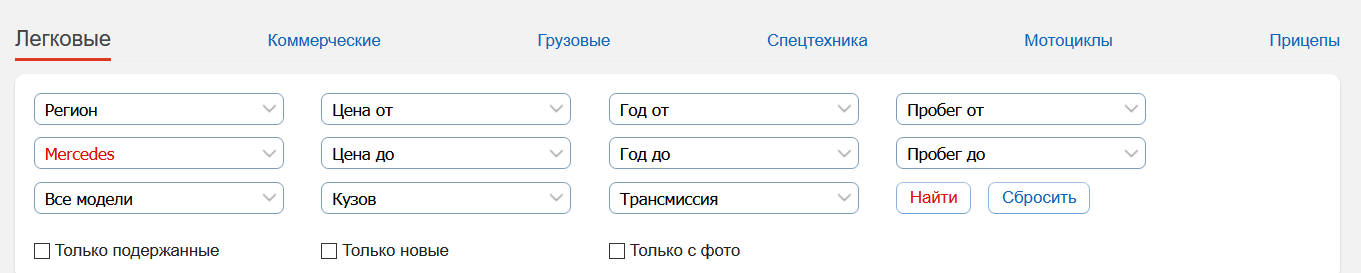 Легковые Коммерческие Грузовые Спецтехника Мотоциклы Прицепы
Регион Цена от Год от Пробег от
Mercedes Цена до Год до Пробег до
Все модели Кузов Трансмиссия Найти Сбросить
Только подержанные Только новые Только с фото